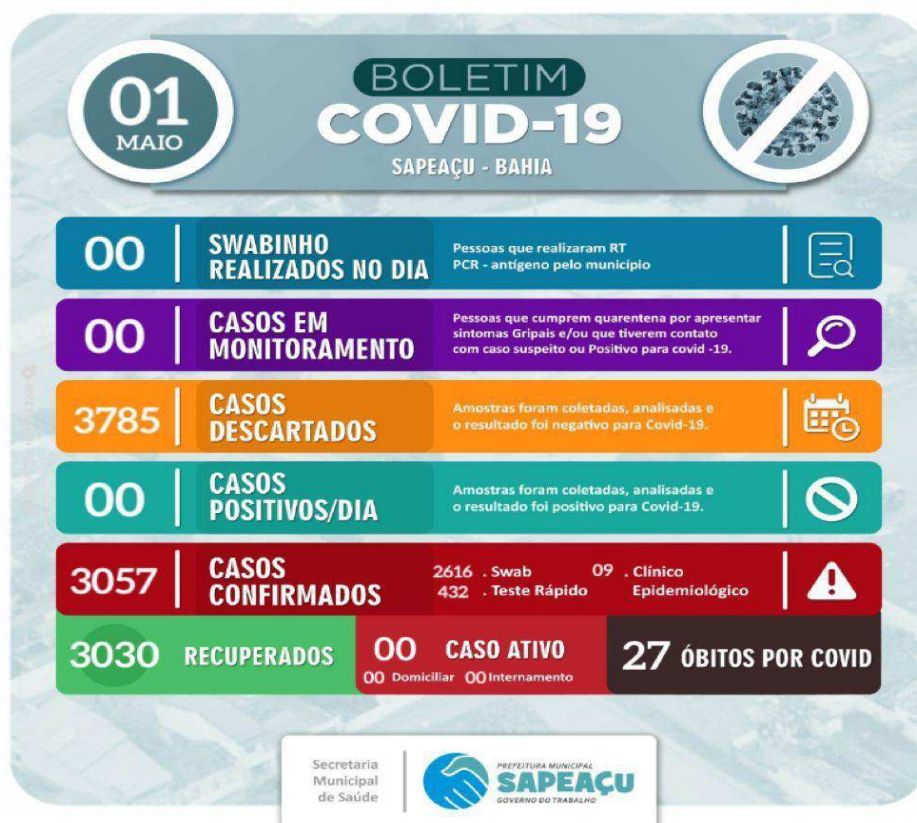 01
MAIO
BOLETIM
COVID-19
SAPEAÇU - BAHIA
00
SWABINHO
REALIZADOS NO DIA
Pessoas que realizaram RT
PCR - antígeno pelo município
00
CASOS EM
MONITORAMENTO
Pessoas que cumprem quarentena por apresentar
sintomas Gripais e/ou que tiverem contato
com caso suspeito ou Positivo para covid -19.
3785
CASOS
DESCARTADOS
Amostras foram coletadas, analisadas e
o resultado foi negativo para Covid-19.
00
CASOS
POSITIVOS/DIA
Amostras foram coletadas, analisadas e
o resultado foi positivo para Covid-19.
3057
CASOS
CONFIRMADOS
2616 . Swab
432 . Teste Rápido
09 . Clínico
Epidemiológico
3030 RECUPERADOS
00 CASO ATIVO
00 Domiciliar 00 Internamento
27 ÓBITOS POR COVID
Secretaria
Municipal
de Saúde
PREFEITURA MUNICIPAL
SAPEAÇU
GOVERNO DO TRABALHO